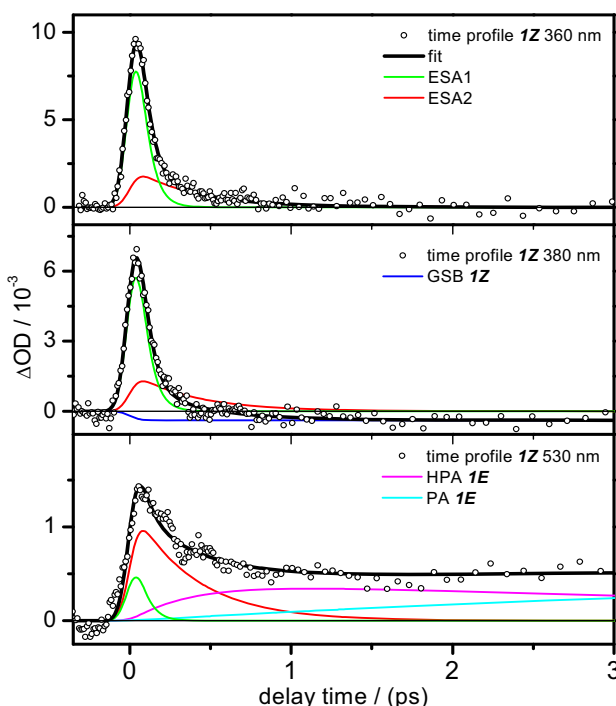 10
5
0
time profile 1Z 360 nm
fit
ESA1
ESA2
6
3
0
time profile 1Z 380 nm
GSB 1Z
ΔOD / 10⁻³
1
0
time profile 1Z 530 nm
HPA 1E
PA 1E
0 1 2 3
delay time / (ps)